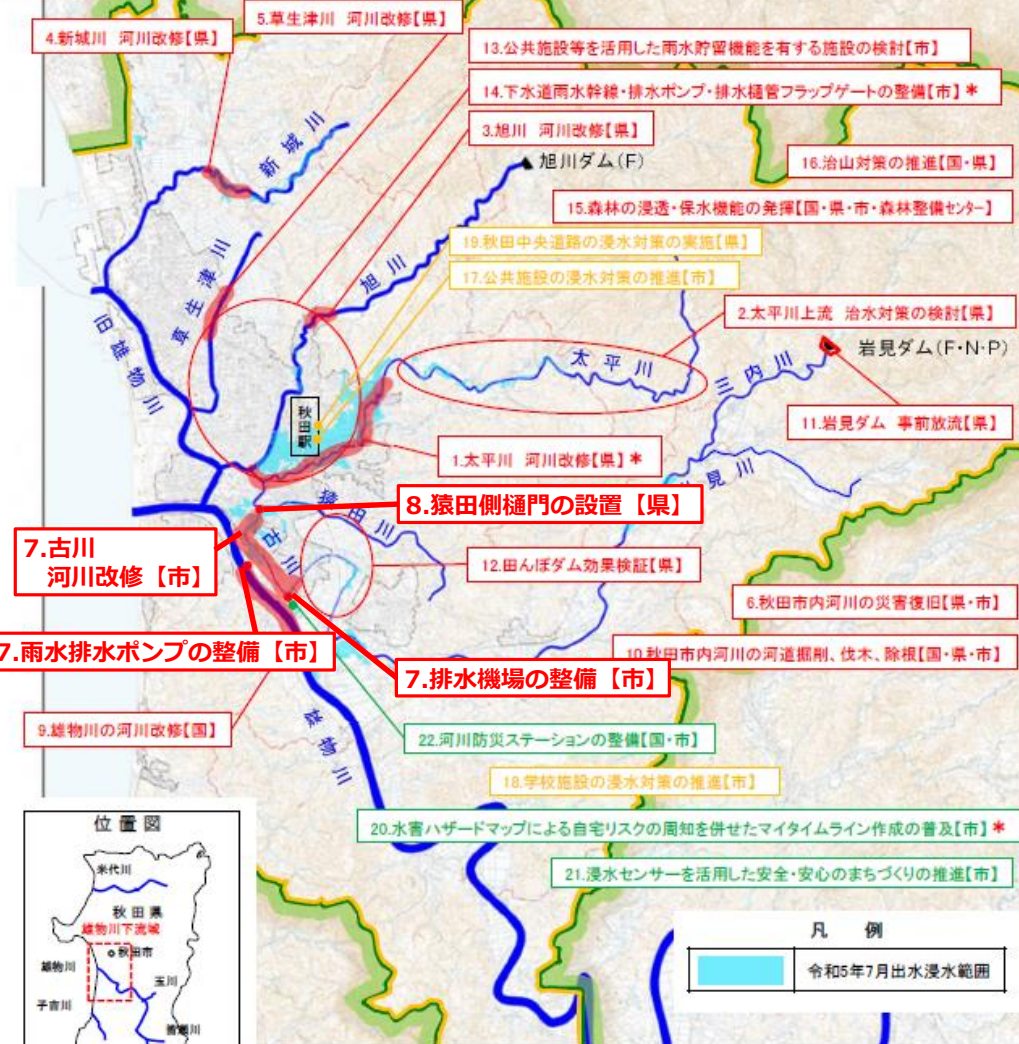 5.草生津川 河川改修【県】
4.新城川 河川改修【県】
13.公共施設等を活用した雨水貯留機能を有する施設の検討【市】
14.下水道雨水幹線・排水ポンプ・排水樋管フラップゲートの整備【市】*
3.旭川 河川改修【県】
新城川
旭川ダム(F)
16.治山対策の推進【国・県】
15.森林の浸透・保水機能の発揮【国・県・市・森林整備センター】
19.秋田中央道路の浸水対策の実施【県】
17.公共施設の浸水対策の推進【市】
旭川
草生津川
旧雄物川
2.太平川上流 治水対策の検討【県】
太平川
三内川
岩見ダム(F・N・P)
秋田駅
11.岩見ダム 事前放流【県】
1.太平川 河川改修【県】*
見川
猿田川
8.猿田側樋門の設置【県】
7.古川
河川改修【市】
古川
12.田んぼダム効果検証【県】
6.秋田市内河川の災害復旧【県・市】
7.雨水排水ポンプの整備【市】
10.秋田市内河川の河道掘削、伐木、除根【国・県・市】
7.排水機場の整備【市】
9.雄物川の河川改修【国】
雄物川
22.河川防災ステーションの整備【国・市】
18.学校施設の浸水対策の推進【市】
20.水害ハザードマップによる自宅リスクの周知を併せたマイタイムライン作成の普及【市】*
21.浸水センサーを活用した安全・安心のまちづくりの推進【市】
位置図
米代川
秋田県
雄物川下流域
秋田市
雄物川
玉川
子吉川
皆瀬川
凡 例
令和5年7月出水浸水範囲